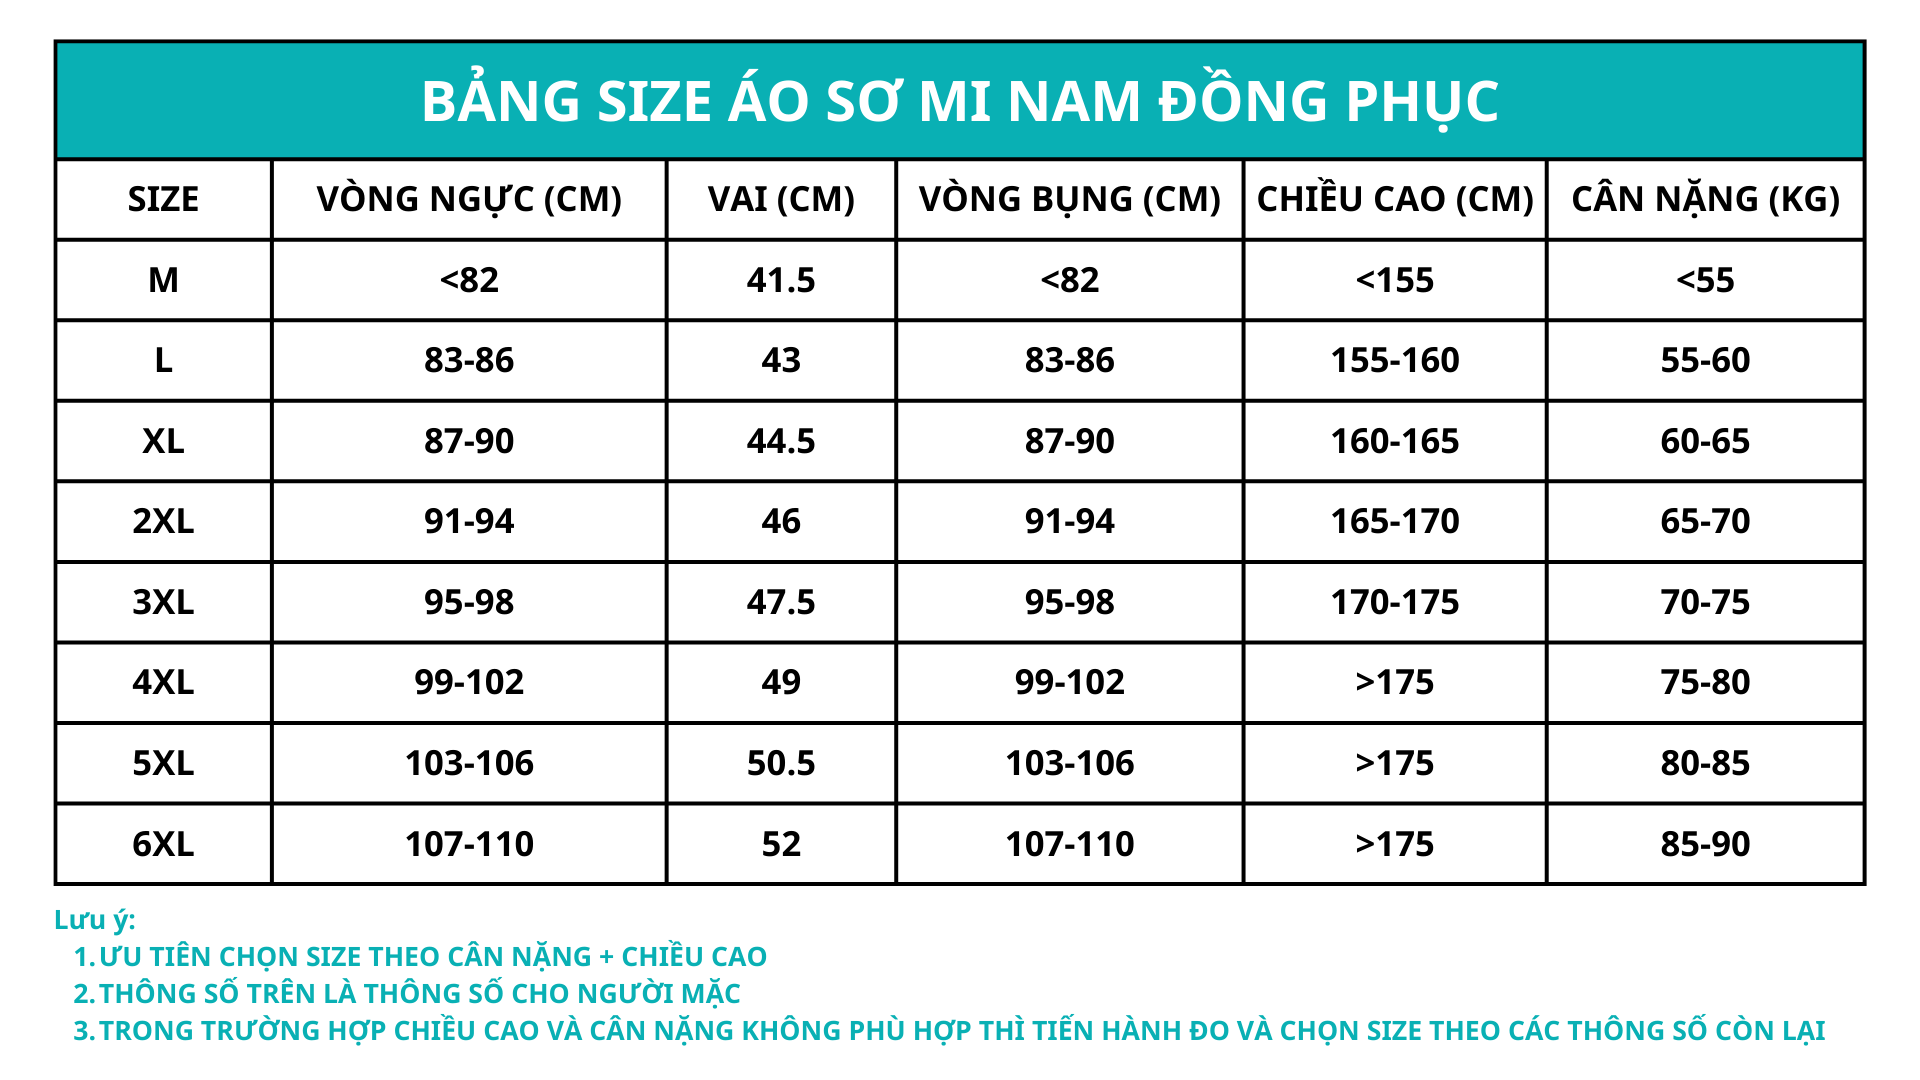 BẢNG SIZE ÁO SƠ MI NAM ĐỒNG PHỤC
SIZE VÒNG NGỰC (CM) VAI (CM) VÒNG BỤNG (CM) CHIỀU CAO (CM) CÂN NẶNG (KG)
M <82 41.5 <82 <155 <55
L 83-86 43 83-86 155-160 55-60
XL 87-90 44.5 87-90 160-165 60-65
2XL 91-94 46 91-94 165-170 65-70
3XL 95-98 47.5 95-98 170-175 70-75
4XL 99-102 49 99-102 >175 75-80
5XL 103-106 50.5 103-106 >175 80-85
6XL 107-110 52 107-110 >175 85-90
Lưu ý:
1. ƯU TIÊN CHỌN SIZE THEO CÂN NẶNG + CHIỀU CAO
2. THÔNG SỐ TRÊN LÀ THÔNG SỐ CHO NGƯỜI MẶC
3. TRONG TRƯỜNG HỢP CHIỀU CAO VÀ CÂN NẶNG KHÔNG PHÙ HỢP THÌ TIẾN HÀNH ĐO VÀ CHỌN SIZE THEO CÁC THÔNG SỐ CÒN LẠI